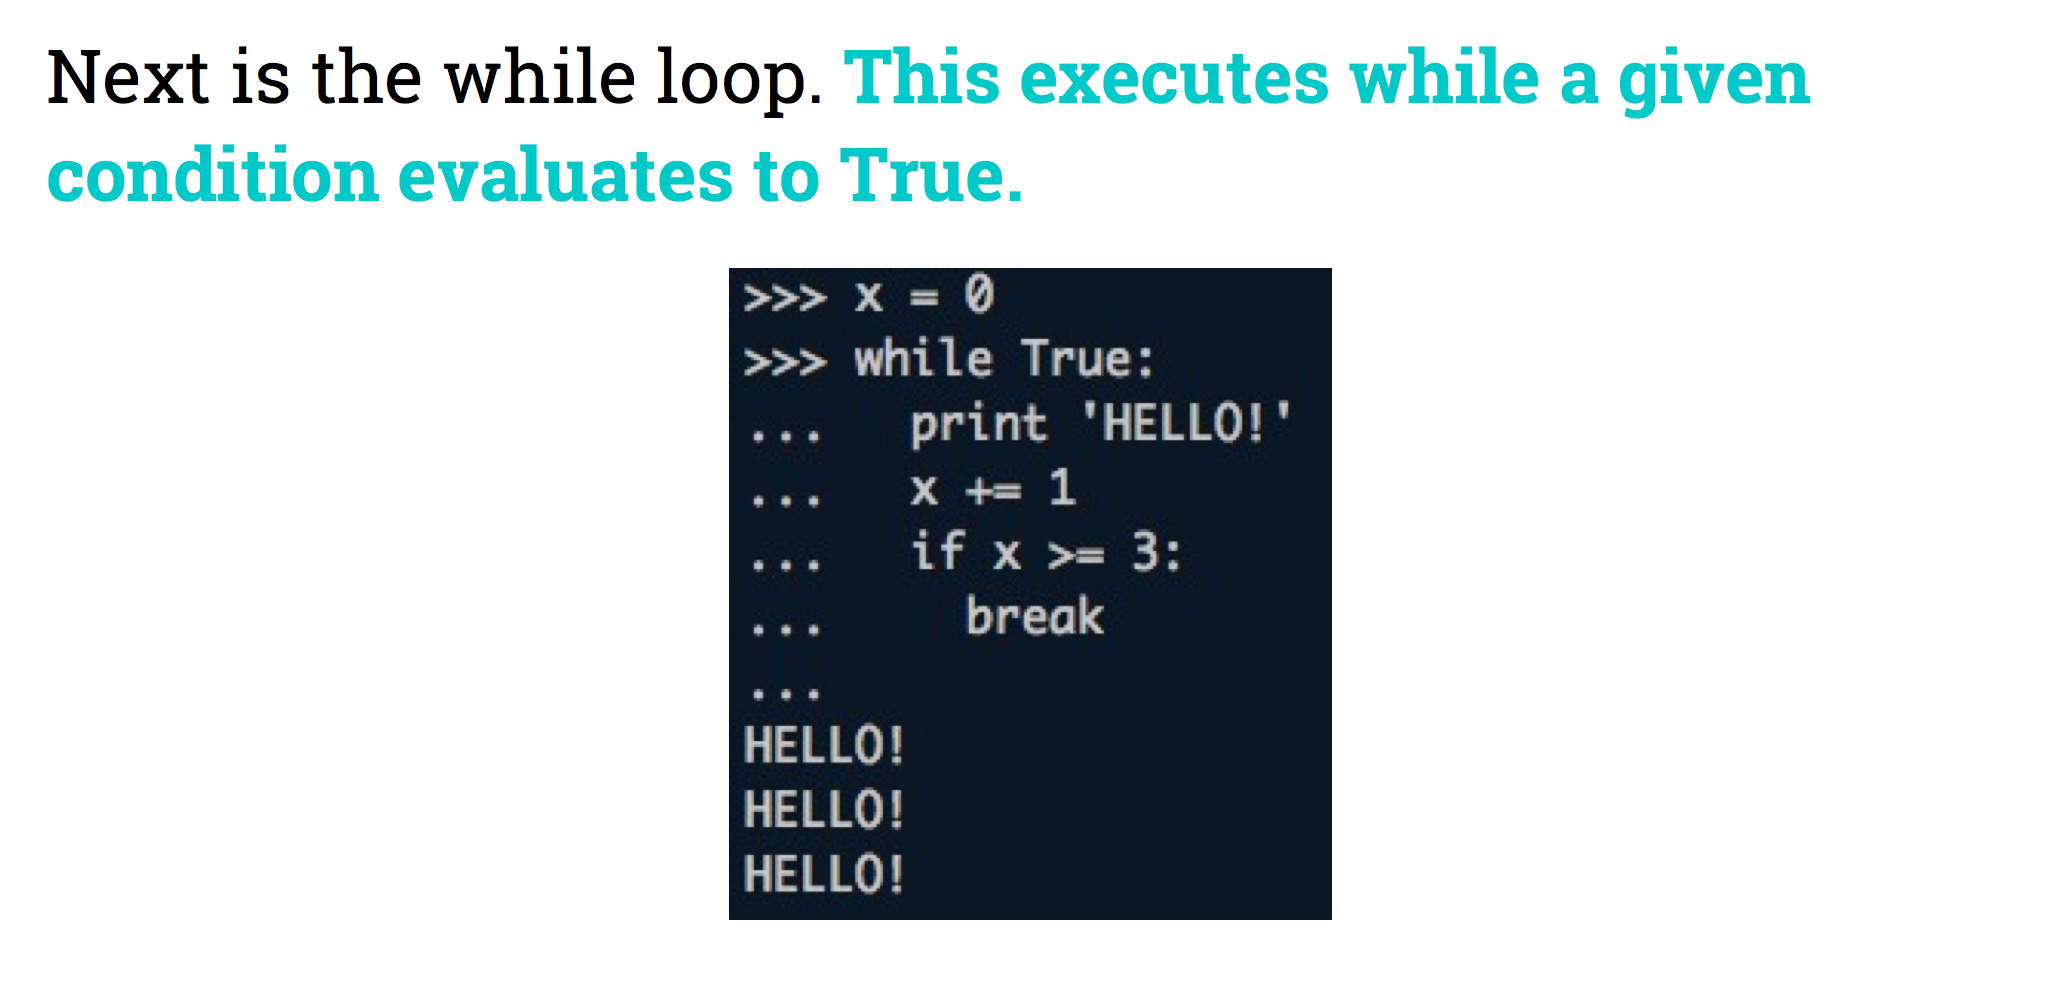 Next is the while loop. This executes while a given
condition evaluates to True.
>>> x = 0
>>> while True:
...   print 'HELLO!'
...   x += 1
...   if x >= 3:
...     break
...
HELLO!
HELLO!
HELLO!